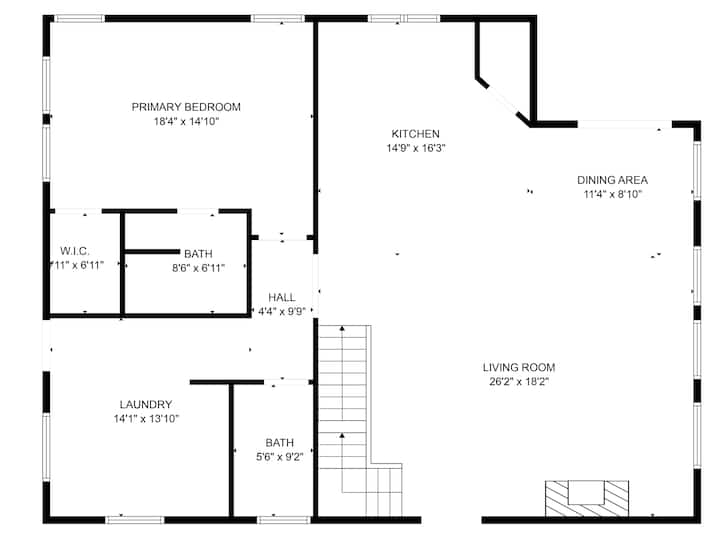 PRIMARY BEDROOM
18'4" x 14'10"
KITCHEN
14'9" x 16'3"
DINING AREA
11'4" x 8'10"
W.I.C.
'11" x 6'11"
BATH
8'6" x 6'11"
HALL
4'4" x 9'9"
LIVING ROOM
26'2" x 18'2"
LAUNDRY
14'1" x 13'10"
BATH
5'6" x 9'2"